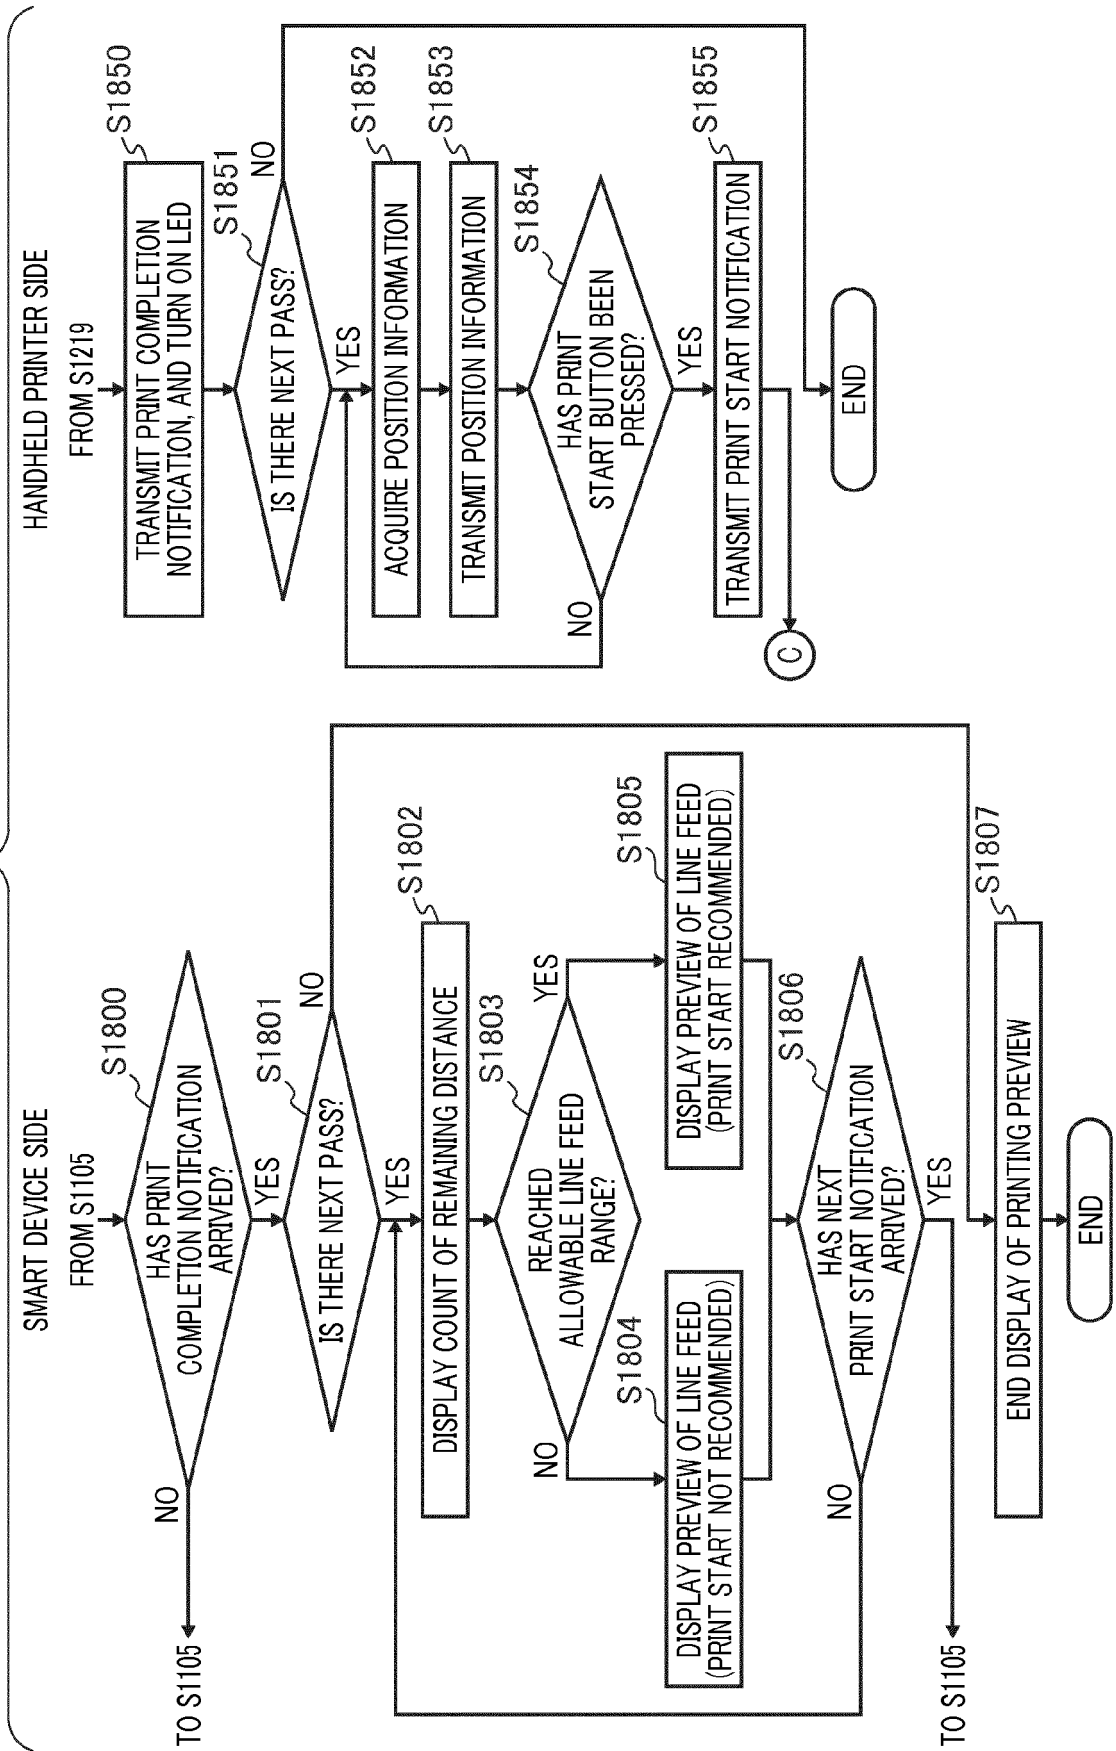 SMART DEVICE SIDE
FROM S1105
S1800
HAS PRINT
COMPLETION NOTIFICATION
ARRIVED?
NO
TO S1105
YES
S1801
IS THERE NEXT PASS?
NO
YES
S1802
DISPLAY COUNT OF REMAINING DISTANCE
S1803
REACHED
ALLOWABLE LINE FEED
RANGE?
NO
YES
S1804
DISPLAY PREVIEW OF LINE FEED
(PRINT START NOT RECOMMENDED)
S1805
DISPLAY PREVIEW OF LINE FEED
(PRINT START RECOMMENDED)
S1806
HAS NEXT
PRINT START NOTIFICATION
ARRIVED?
NO
YES
TO S1105
S1807
END DISPLAY OF PRINTING PREVIEW
END
HANDHELD PRINTER SIDE
FROM S1219
S1850
TRANSMIT PRINT COMPLETION
NOTIFICATION, AND TURN ON LED
S1851
IS THERE NEXT PASS?
NO
YES
S1852
ACQUIRE POSITION INFORMATION
S1853
TRANSMIT POSITION INFORMATION
S1854
HAS PRINT
START BUTTON BEEN
PRESSED?
NO
YES
S1855
TRANSMIT PRINT START NOTIFICATION
C
END